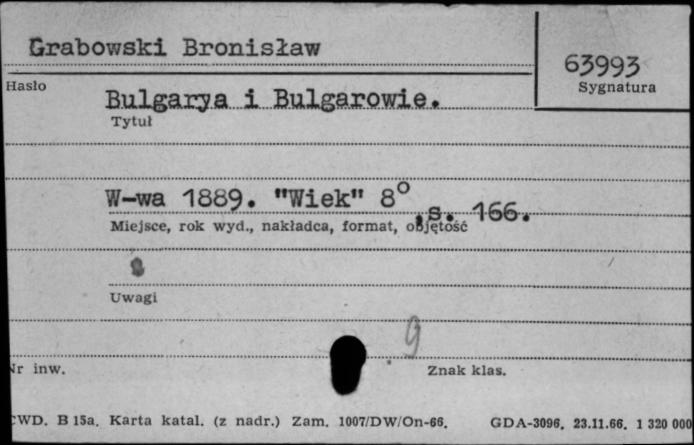 Grabowski Bronisław
63993
Sygnatura
Hasło
Bulgarya i Bulgarowie.
Tytuł
W-wa 1889. "Wiek" 8° , s. 166.
Miejsce, rok wyd., nakładca, format, objętość
Uwagi
9
Nr inw.
Znak klas.
CWD. B 15a. Karta katal. (z nadr.) Zam. 1007/DW/On-66. GDA-3096. 23.11.66. 1 320 000